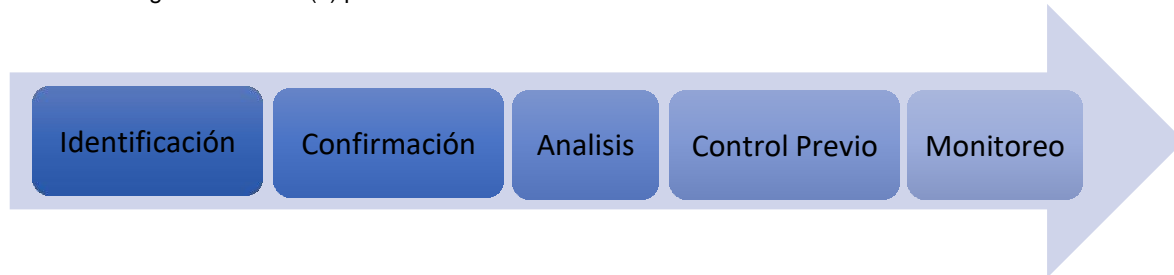 Identificación
Confirmación
Analisis
Control Previo
Monitoreo